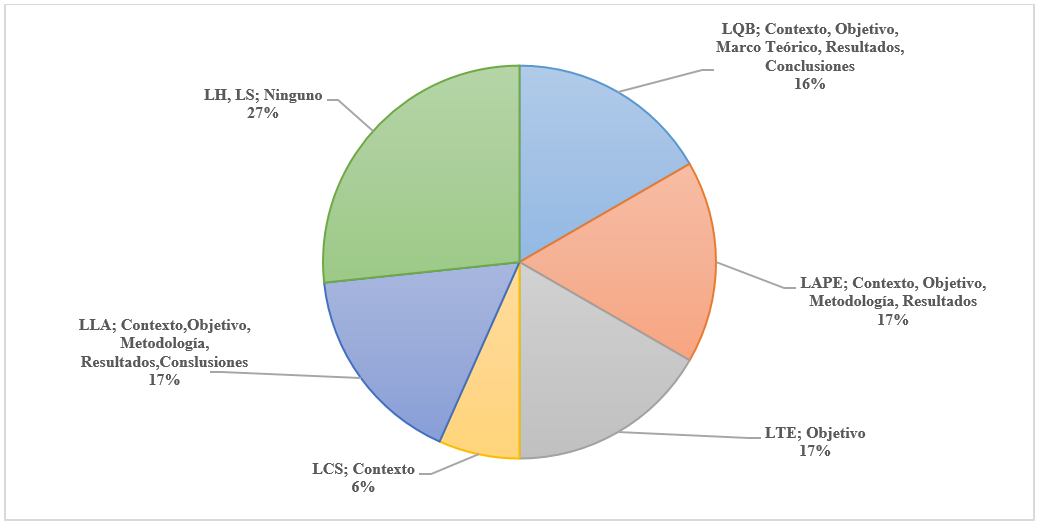 LQB; Contexto, Objetivo,
Marco Teórico, Resultados,
Conclusiones
16%
LH, LS; Ninguno
27%
LAPE; Contexto, Objetivo,
Metodología, Resultados
17%
LLA; Contexto,Objetivo,
Metodología,
Resultados,Conslusiones
17%
LTE; Objetivo
17%
LCS; Contexto
6%